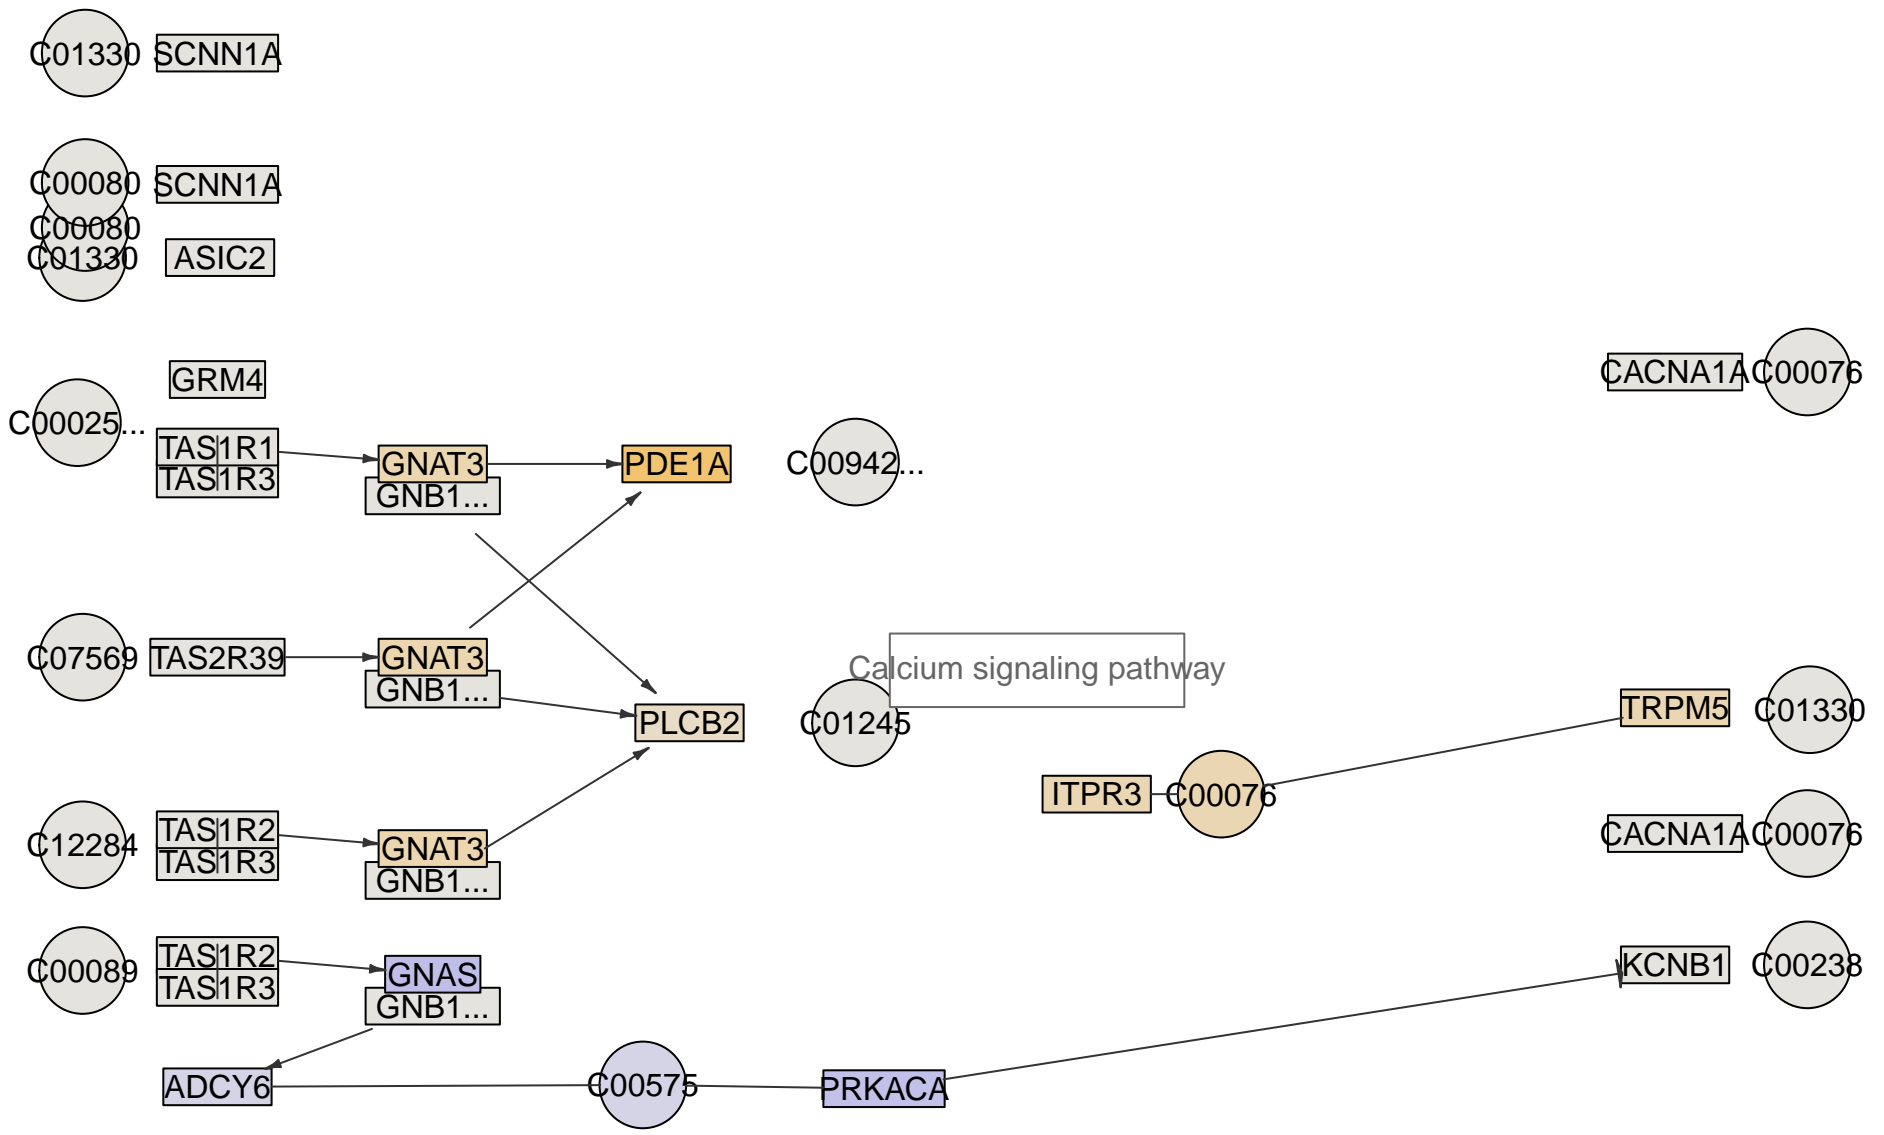 C01330 SCNN1A
C00080 SCNN1A
C00080
C01330 ASIC2
GRM4
CACNA1A C00076
C00025...
TAS1R1
GNAT3 PDE1A C00942...
TAS1R3
GNB1...
C07569 TAS2R39 GNAT3
Calcium signaling pathway
GNB1...
TRPM5 C01330
PLCB2 C01245
ITPR3 C00076
TAS1R2
CACNA1A C00076
C12284
GNAT3
TAS1R3
GNB1...
TAS1R2
KCNB1 C00238
C00089
GNAS
TAS1R3
GNB1...
ADCY6 C00575 PRKACA